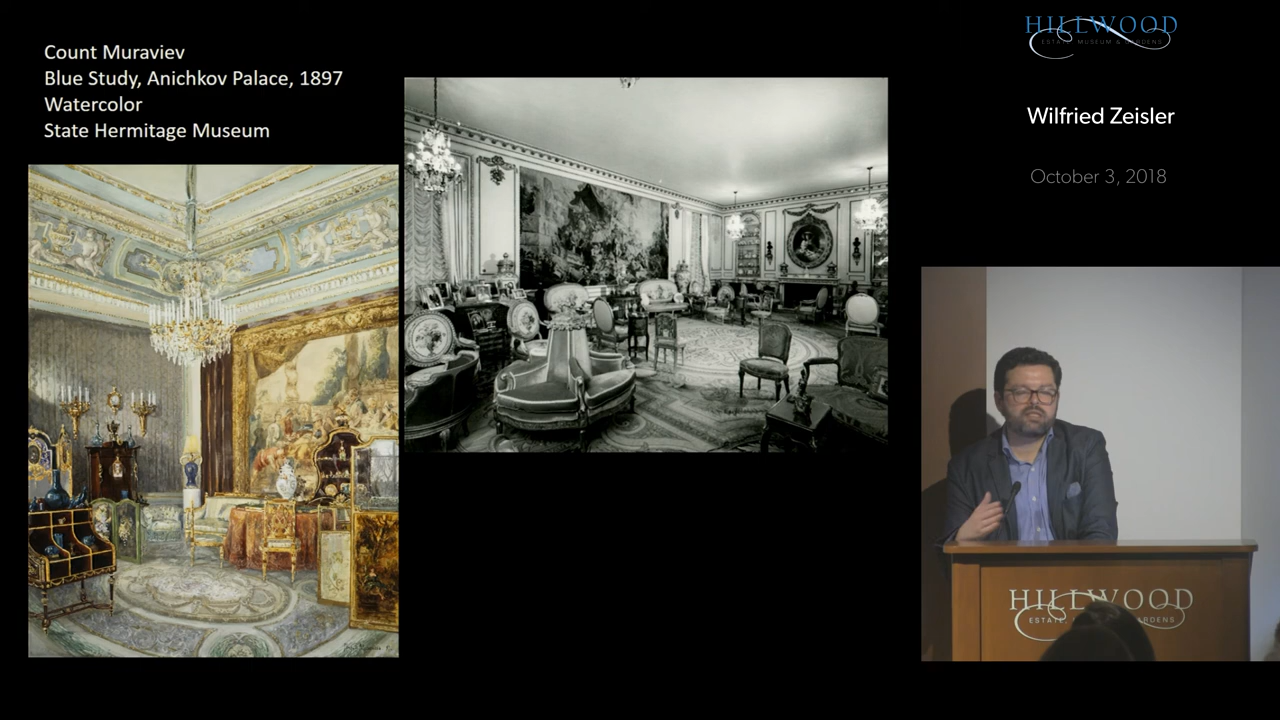 Count Muraviev
Blue Study, Anichkov Palace, 1897
Watercolor
State Hermitage Museum
HILLWOOD
ESTATE, MUSEUM & GARDENS
Wilfried Zeisler
October 3, 2018
HILLWOOD
ESTATE,